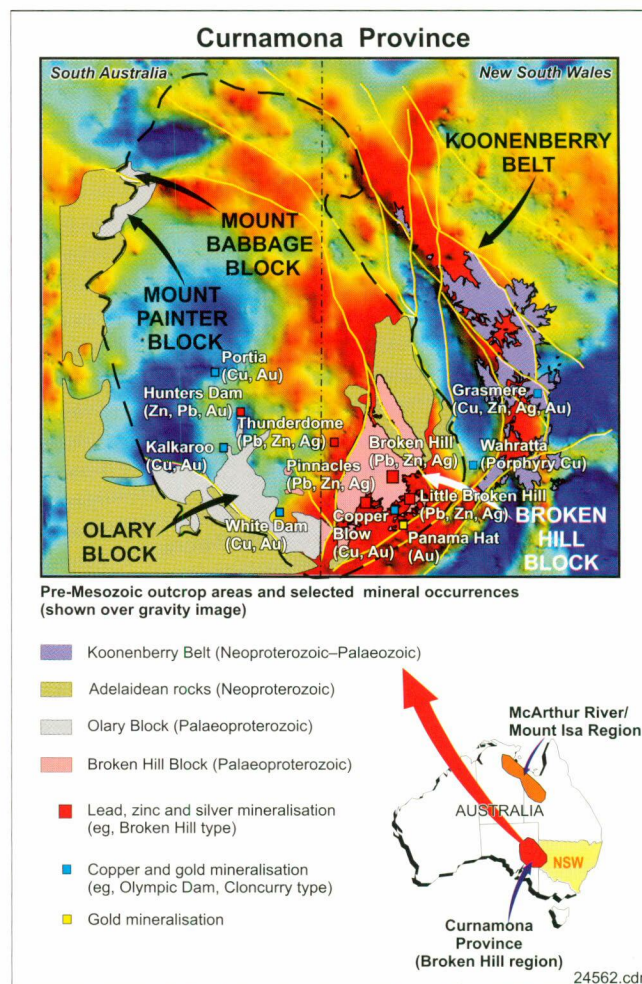 Curnamona Province
South Australia
New South Wales
KOONENBERRY
BELT
MOUNT
BABBAGE
BLOCK
MOUNT
PAINTER
BLOCK
Portia
(Cu, Au)
Hunters Dam
(Zn, Pb, Au)
Thunderdome
(Pb, Zn, Ag)
Grasmere
(Cu, Zn, Ag, Au)
Kalkaroo
(Cu, Au)
Broken Hill
(Pb, Zn, Ag)
Wahratta
(Porphyry Cu)
Pinnacles
(Pb, Zn, Ag)
Little Broken Hill
(Pb, Zn, Ag)
OLARY
BLOCK
White Dam
(Cu, Au)
Copper
Blow
(Cu, Au)
Panama Hat
(Au)
BROKEN
HILL
BLOCK
Pre-Mesozoic outcrop areas and selected mineral occurrences
(shown over gravity image)
Koonenberry Belt (Neoproterozoic–Palaeozoic)
Adelaidean rocks (Neoproterozoic)
Olary Block (Palaeoproterozoic)
Broken Hill Block (Palaeoproterozoic)
Lead, zinc and silver mineralisation
(eg, Broken Hill type)
Copper and gold mineralisation
(eg, Olympic Dam, Cloncurry type)
Gold mineralisation
McArthur River/
Mount Isa Region
AUSTRALIA
NSW
Curnamona
Province
(Broken Hill region)
24562.cdr